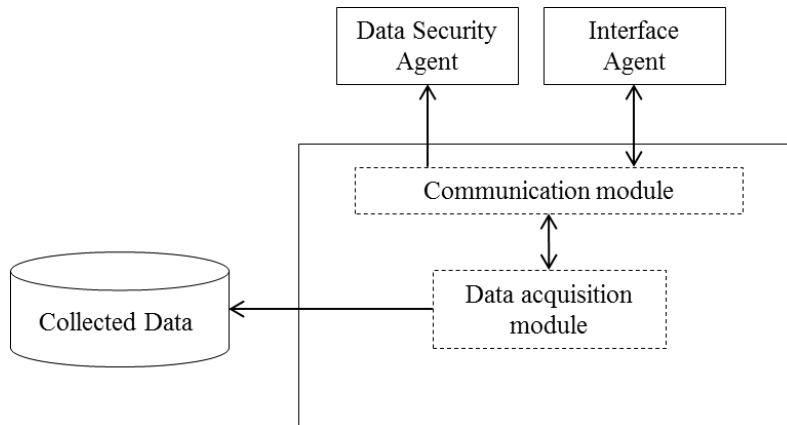 Data Security
Agent
Interface
Agent
Communication module
Data acquisition
module
Collected Data